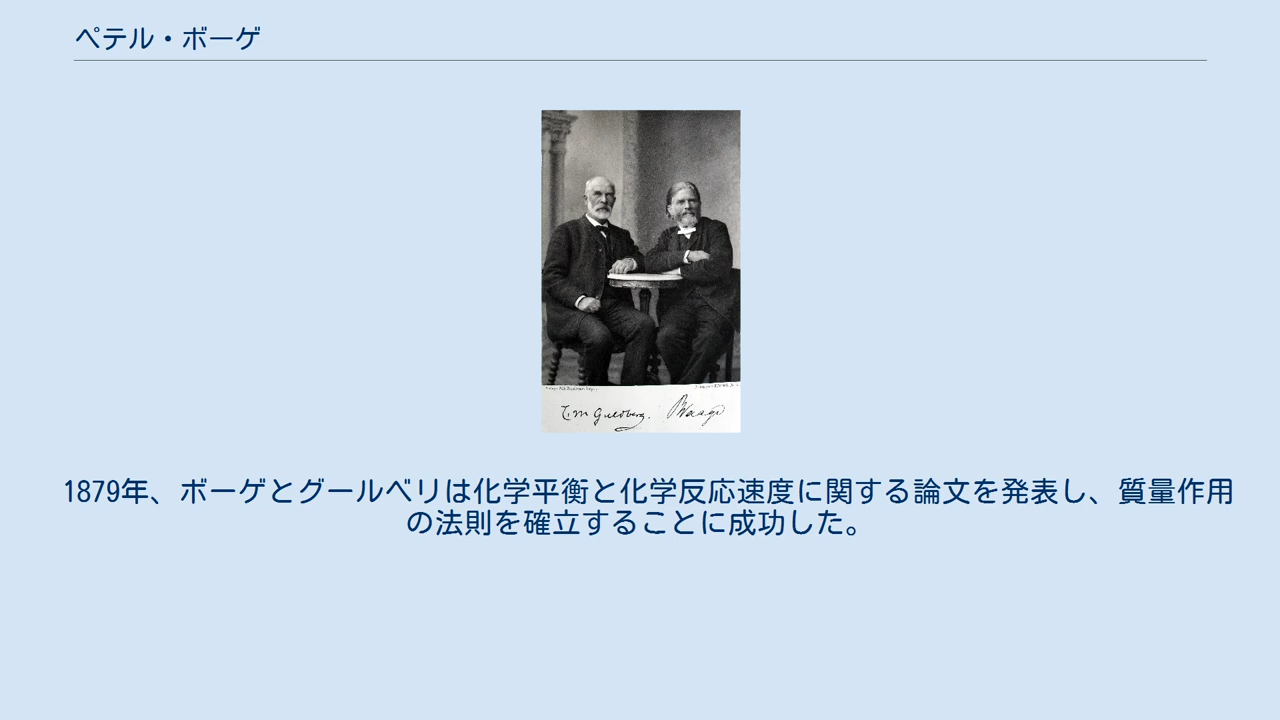 ペテル・ボーゲ
C.M Guldberg. P Waage
1879年、ボーゲとグールベリは化学平衡と化学反応速度に関する論文を発表し、質量作用
の法則を確立することに成功した。